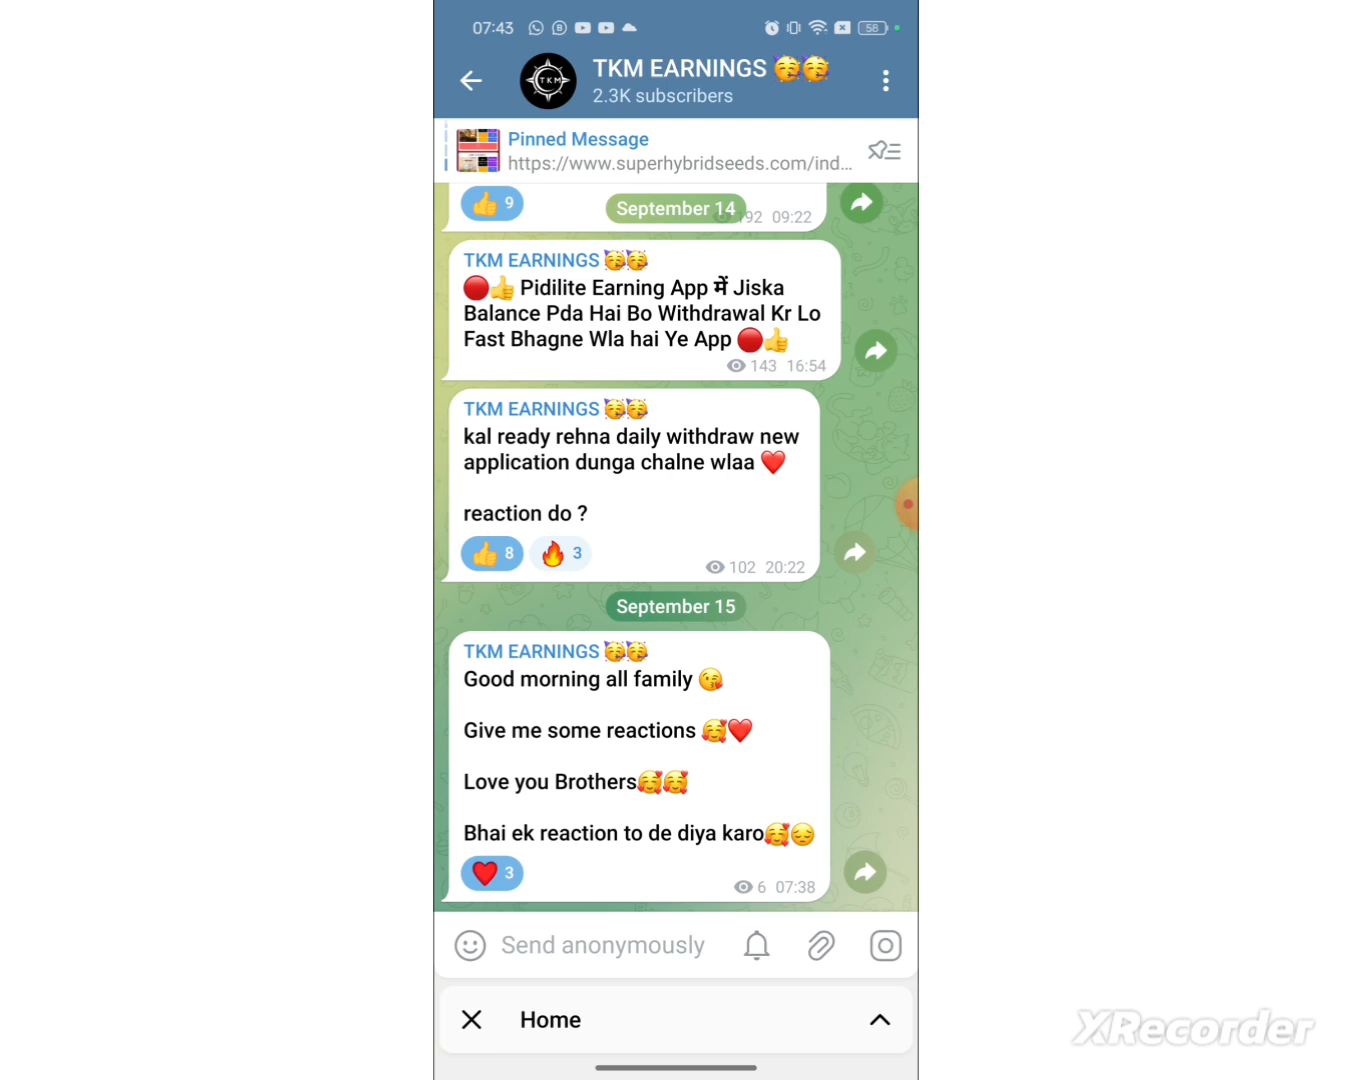 07:43
58
TKM
TKM EARNINGS 🥳🥳
2.3K subscribers
Pinned Message
https://www.superhybridseeds.com/ind...
👍 9
September 14
192 09:22
TKM EARNINGS 🥳🥳
🔴👍 Pidilite Earning App में Jiska
Balance Pda Hai Bo Withdrawal Kr Lo
Fast Bhagne Wla hai Ye App 🔴👍
143 16:54
TKM EARNINGS 🥳🥳
kal ready rehna daily withdraw new
application dunga chalne wlaa ❤️
reaction do ?
👍 8 🔥 3
102 20:22
September 15
TKM EARNINGS 🥳🥳
Good morning all family 😘
Give me some reactions 🥰❤️
Love you Brothers🥰🥰
Bhai ek reaction to de diya karo🥰😔
❤️ 3
6 07:38
Send anonymously
Home
XRecorder